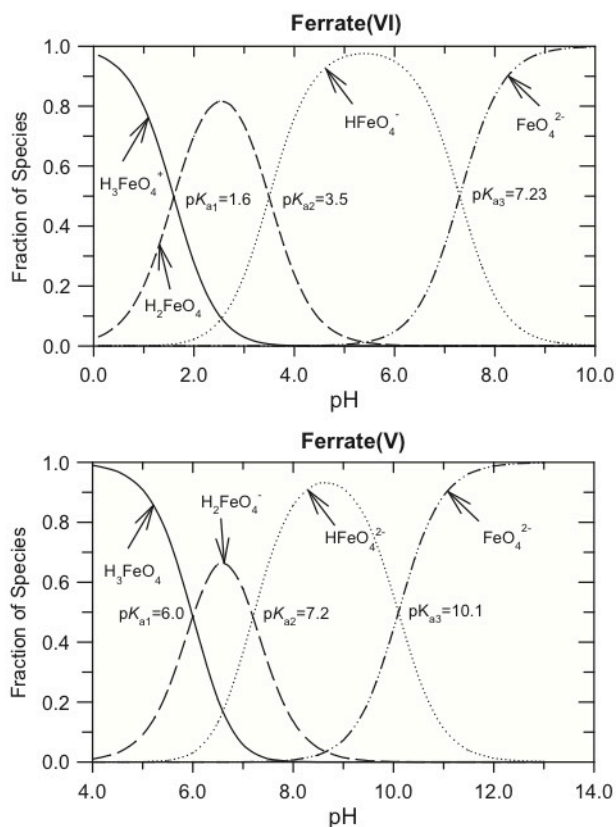 Ferrate(VI)
1.0
0.8
0.6
0.4
0.2
0.0
Fraction of Species
H₃FeO₄⁺
H₂FeO₄
HFeO₄⁻
FeO₄²⁻
pKₐ₁=1.6
pKₐ₂=3.5
pKₐ₃=7.23
0.0 2.0 4.0 6.0 8.0 10.0
pH
Ferrate(V)
1.0
0.8
0.6
0.4
0.2
0.0
Fraction of Species
H₃FeO₄
H₂FeO₄⁻
HFeO₄²⁻
FeO₄²⁻
pKₐ₁=6.0
pKₐ₂=7.2
pKₐ₃=10.1
4.0 6.0 8.0 10.0 12.0 14.0
pH